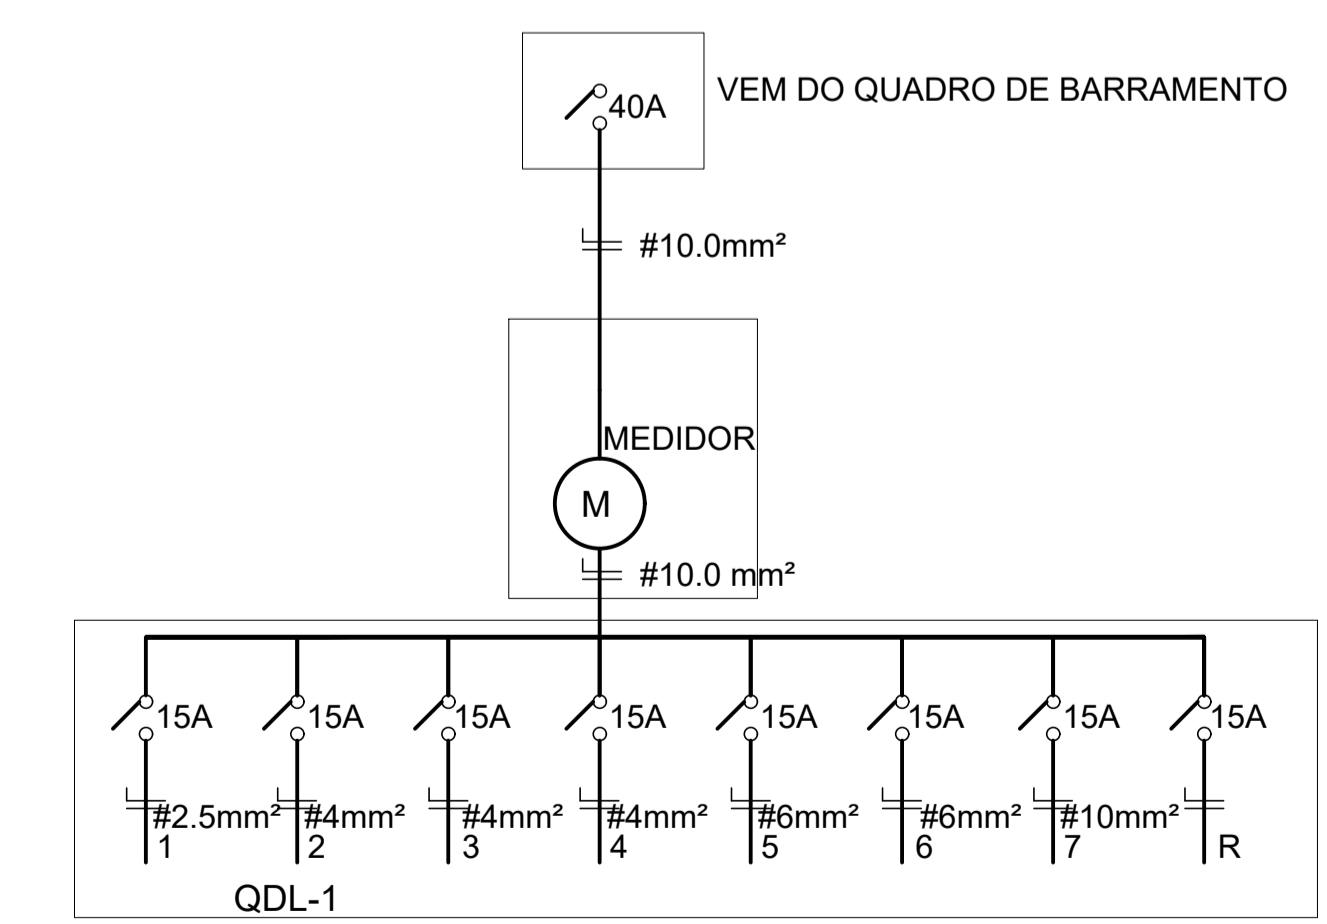 40A
VEM DO QUADRO DE BARRAMENTO
#10.0mm²
MEDIDOR
M
#10.0 mm²
15A 15A 15A 15A 15A 15A 15A 15A
#2.5mm² #4mm² #4mm² #4mm² #6mm² #6mm² #10mm²
1 2 3 4 5 6 7 R
QDL-1